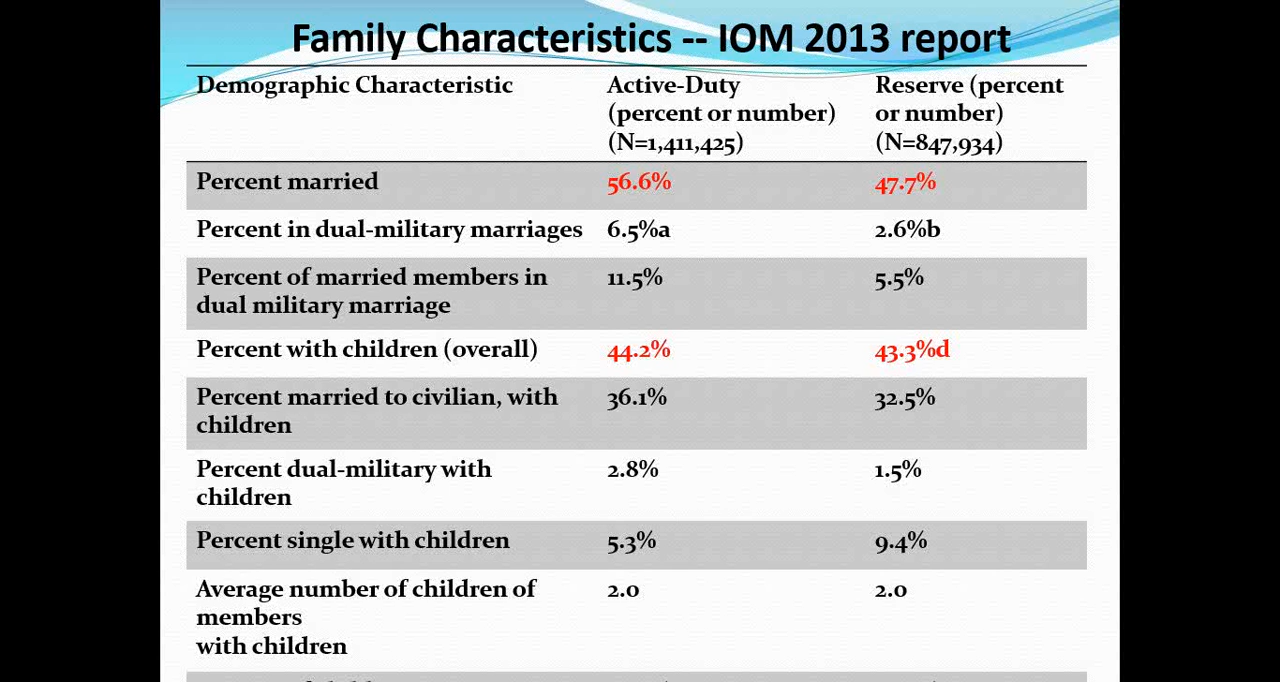 Family Characteristics -- IOM 2013 report
Demographic Characteristic
Active-Duty
(percent or number)
(N=1,411,425)
Reserve (percent
or number)
(N=847,934)
Percent married 56.6% 47.7%
Percent in dual-military marriages 6.5%a 2.6%b
Percent of married members in 11.5% 5.5%
dual military marriage
Percent with children (overall) 44.2% 43.3%d
Percent married to civilian, with 36.1% 32.5%
children
Percent dual-military with 2.8% 1.5%
children
Percent single with children 5.3% 9.4%
Average number of children of 2.0 2.0
members
with children